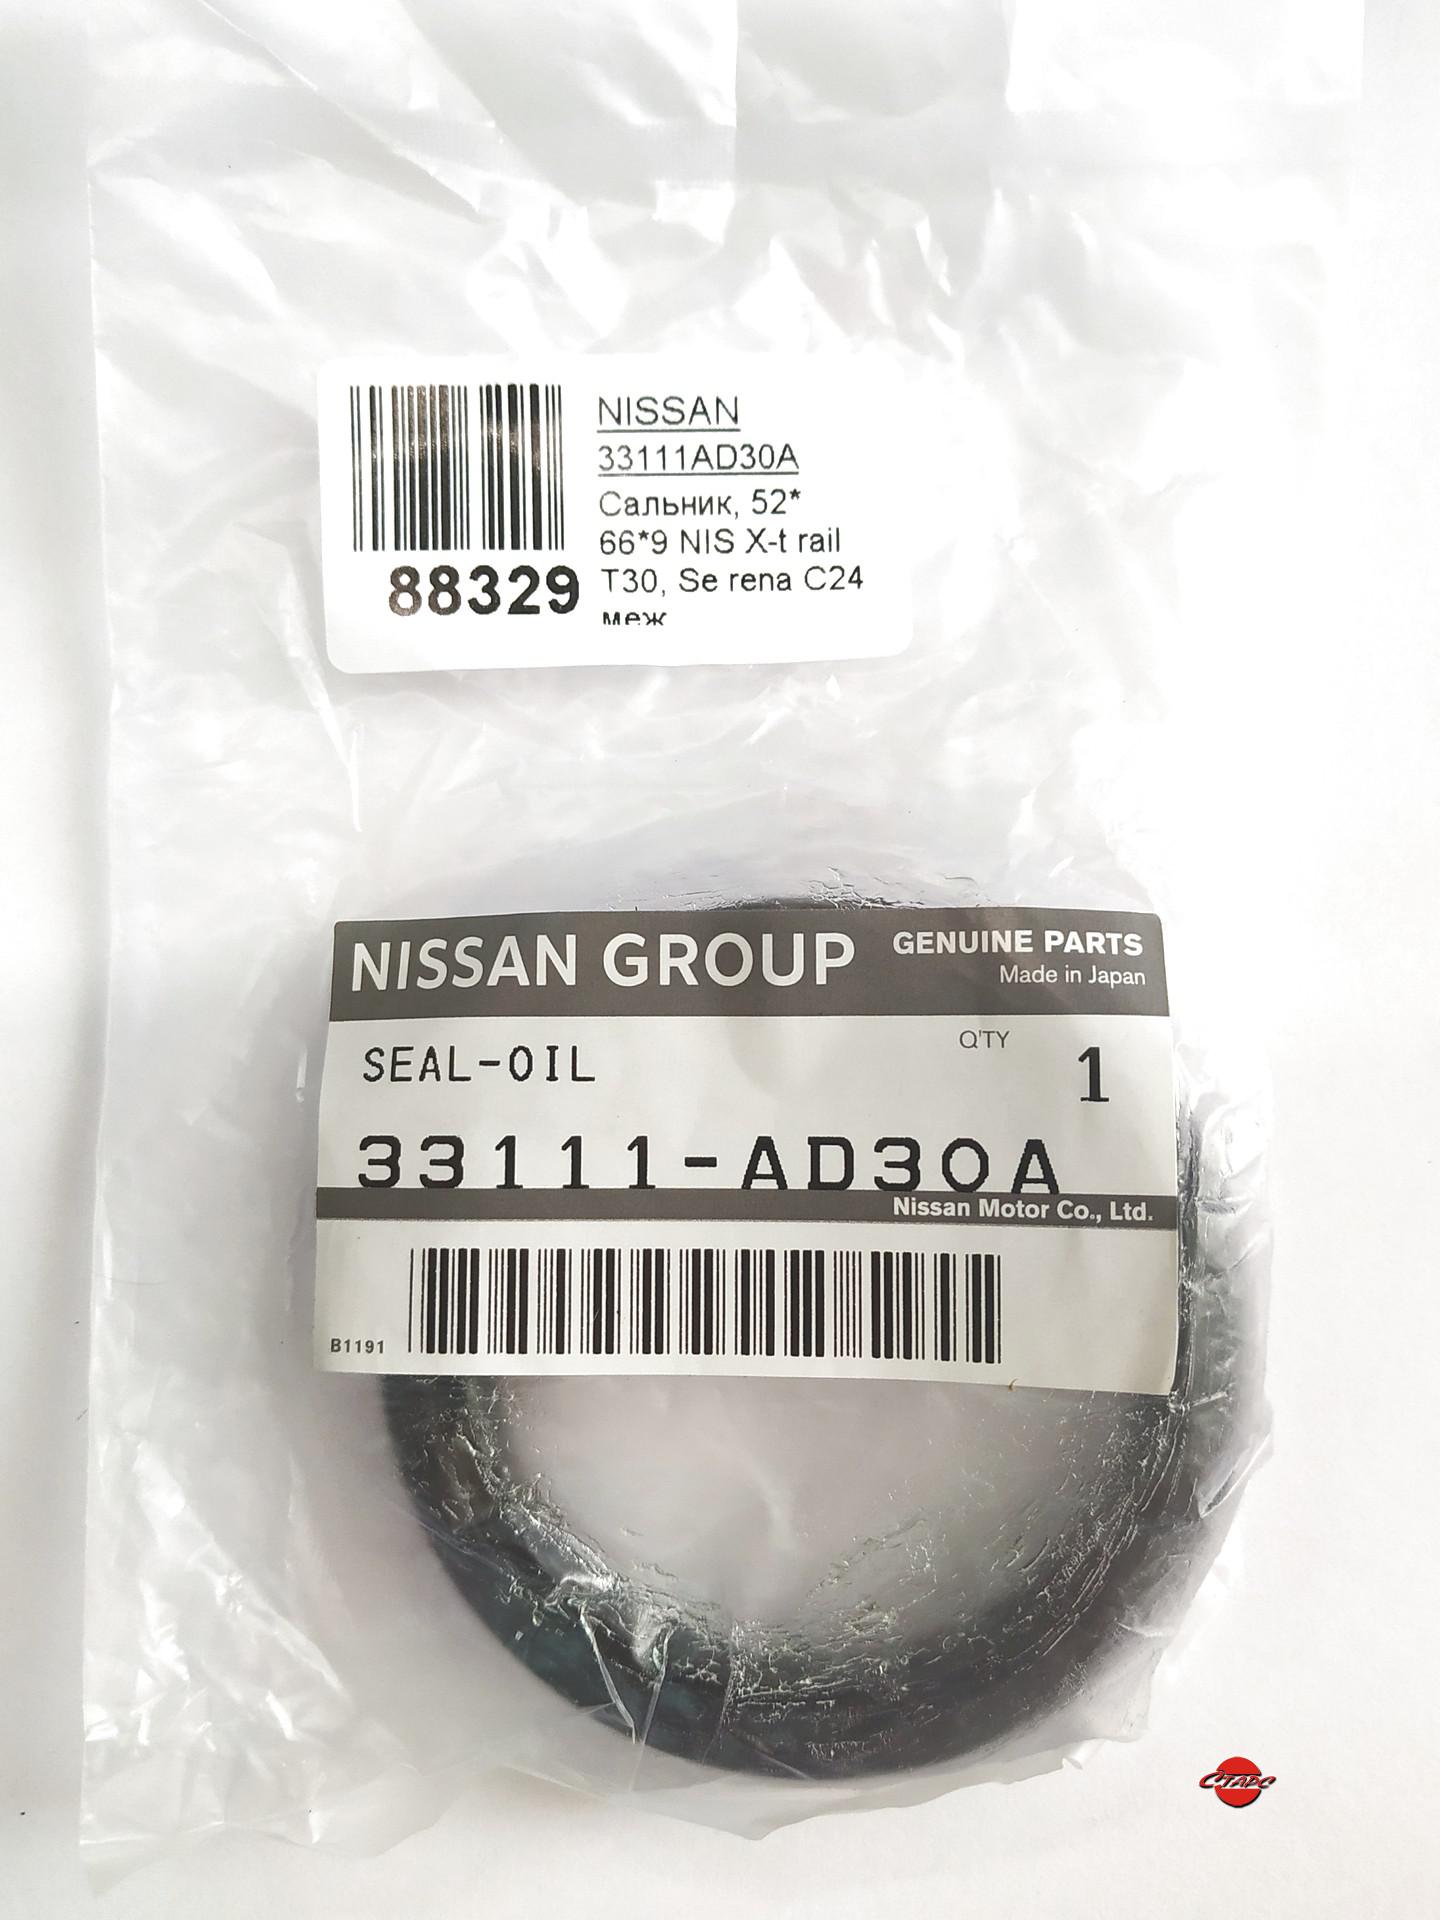 NISSAN
33111AD30A
Сальник, 52*
66*9 NIS X-t rail
T30, Se rena C24
меж
88329
NISSAN GROUP
GENUINE PARTS
Made in Japan
SEAL-OIL
Q'TY
1
33111-AD30A
Nissan Motor Co., Ltd.
B1191
СТАРС